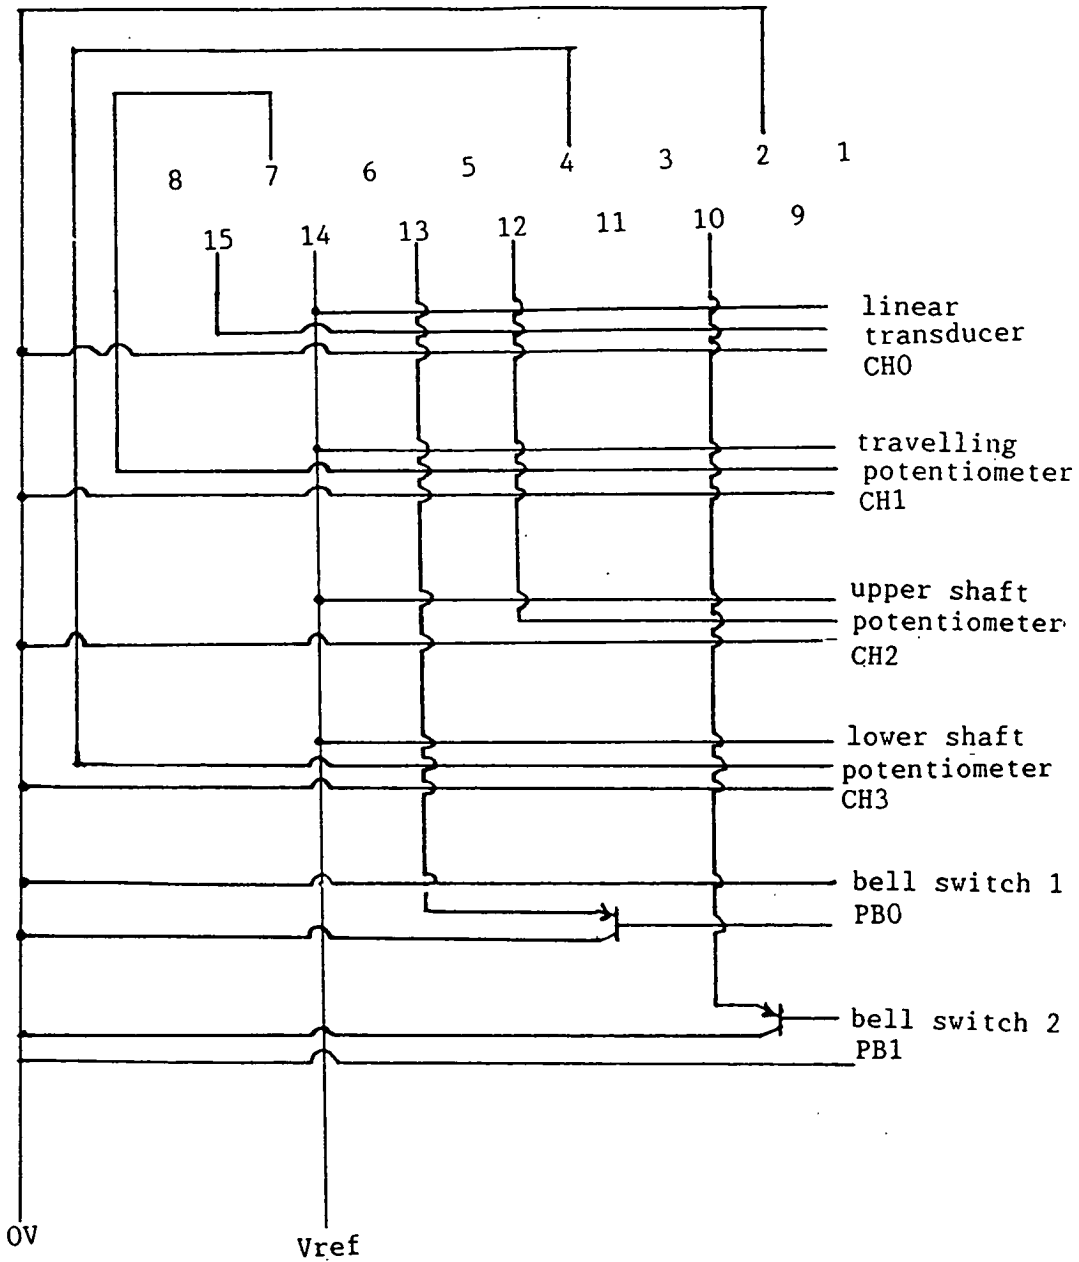 8 7 6 5 4 3 2 1
15 14 13 12 11 10 9
linear
transducer
CH0
travelling
potentiometer
CH1
upper shaft
potentiometer
CH2
lower shaft
potentiometer
CH3
bell switch 1
PB0
bell switch 2
PB1
0V
Vref